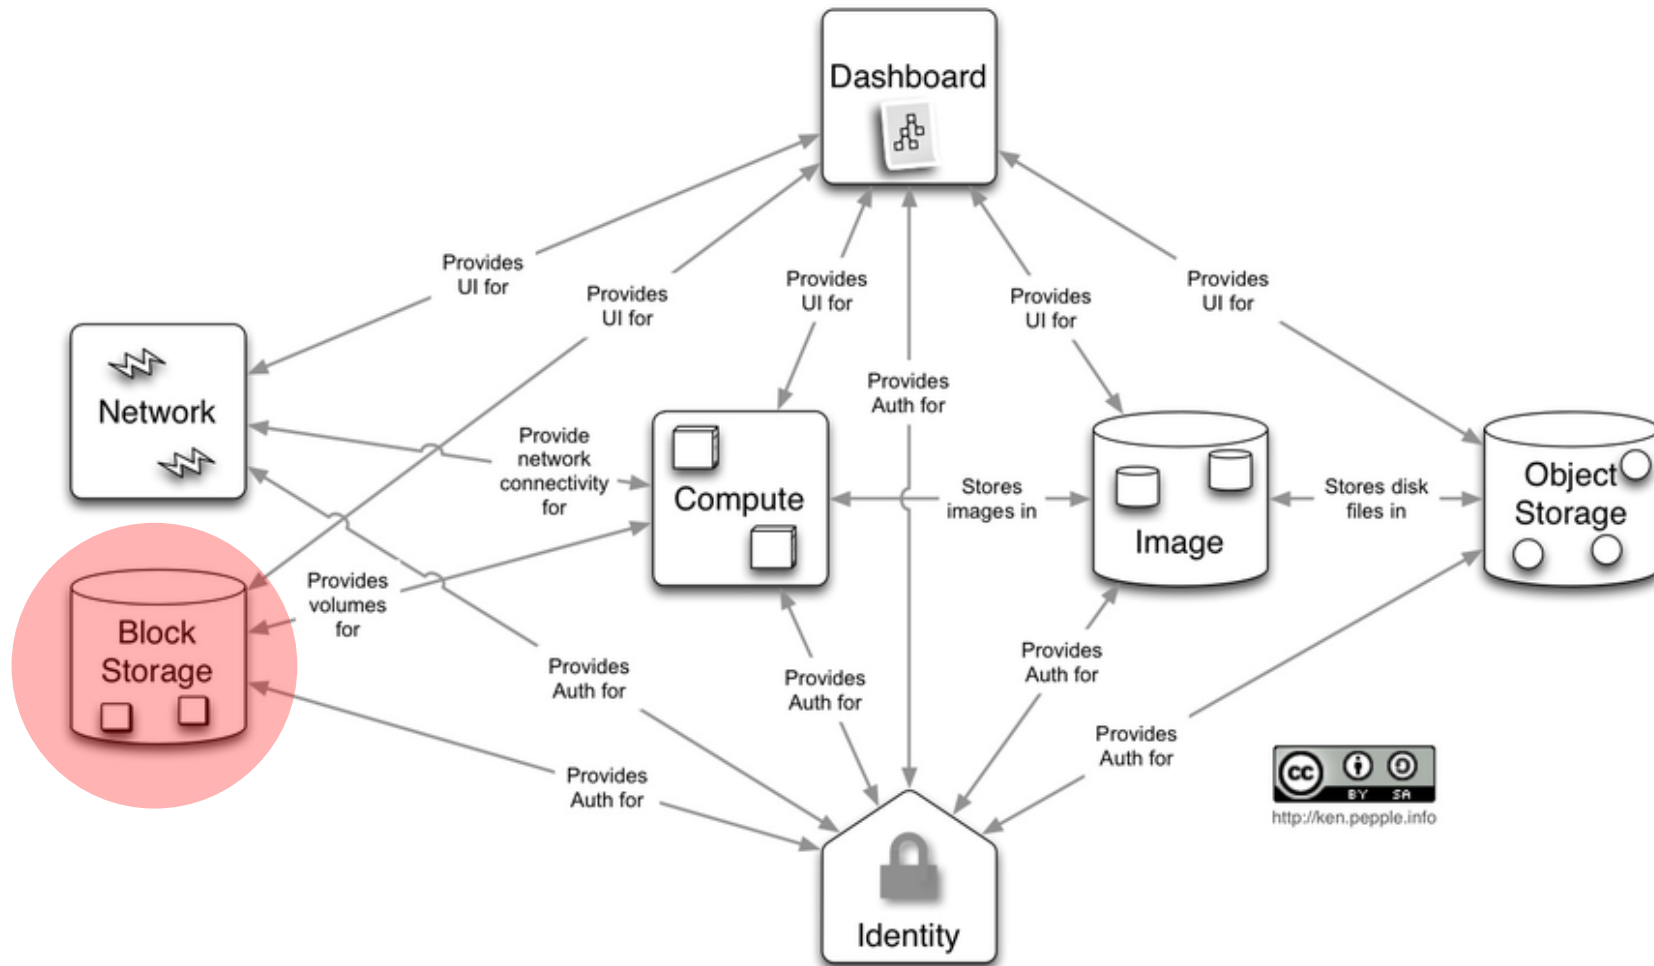 Dashboard
Provides
UI for
Provides
UI for
Provides
UI for
Provides
UI for
Provides
UI for
Network
Provides
Auth for
Provide
network
connectivity
for
Compute
Stores
images in
Image
Stores disk
files in
Object
Storage
Block
Storage
Provides
volumes
for
Provides
Auth for
Provides
Auth for
Provides
Auth for
Provides
Auth for
Provides
Auth for
cc
BY SA
http://ken.pepple.info
Identity